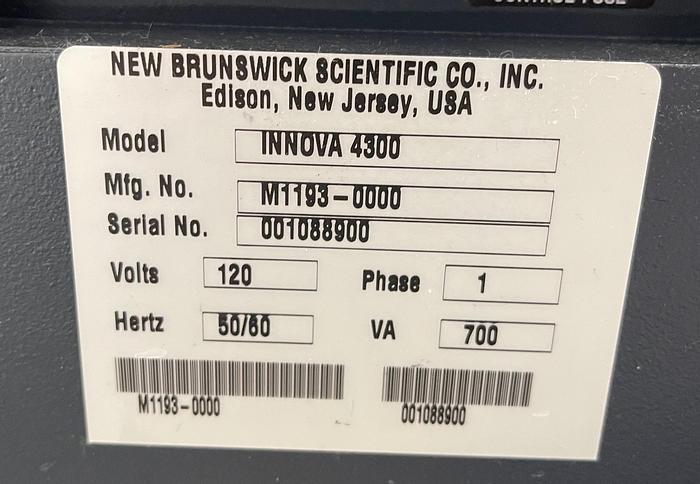 NEW BRUNSWICK SCIENTIFIC CO., INC.
Edison, New Jersey, USA
Model INNOVA 4300
Mfg. No. M1193-0000
Serial No. 001088900
Volts 120 Phase 1
Hertz 50/60 VA 700
M1193-0000 001088900